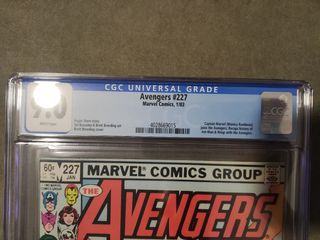 CGC UNIVERSAL GRADE
Avengers #227
Marvel Comics, 1/83
9.0
Roger Stern story
Sal Buscema & Brett Breeding art
Brett Breeding cover
Captain Marvel (Monica Rambeau)
joins the Avengers. Recaps history of
Ant-Man & Wasp with the Avengers.
4028669015
CGC
60¢
227
JAN
MARVEL COMICS GROUP
THE
AVENGERS